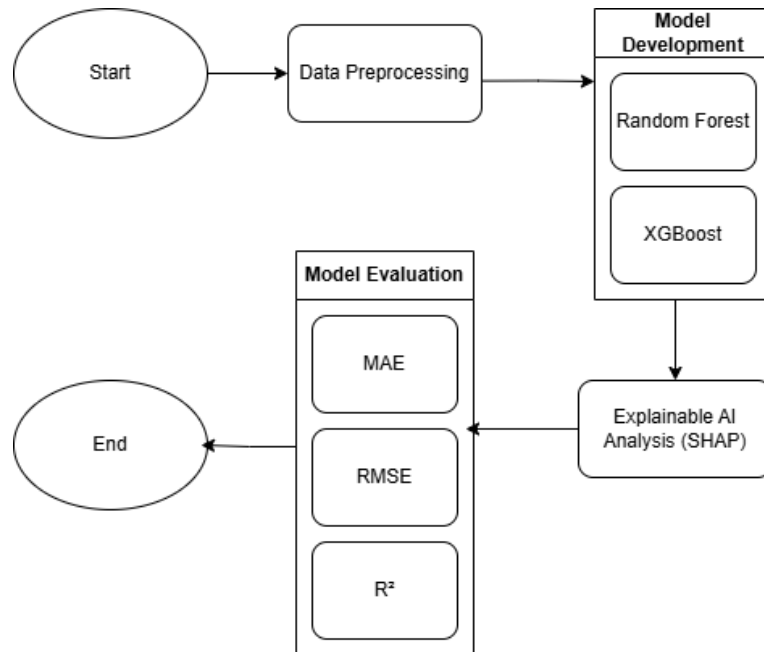 Start
Data Preprocessing
Model
Development
Random Forest
XGBoost
Explainable AI
Analysis (SHAP)
Model Evaluation
MAE
RMSE
R²
End